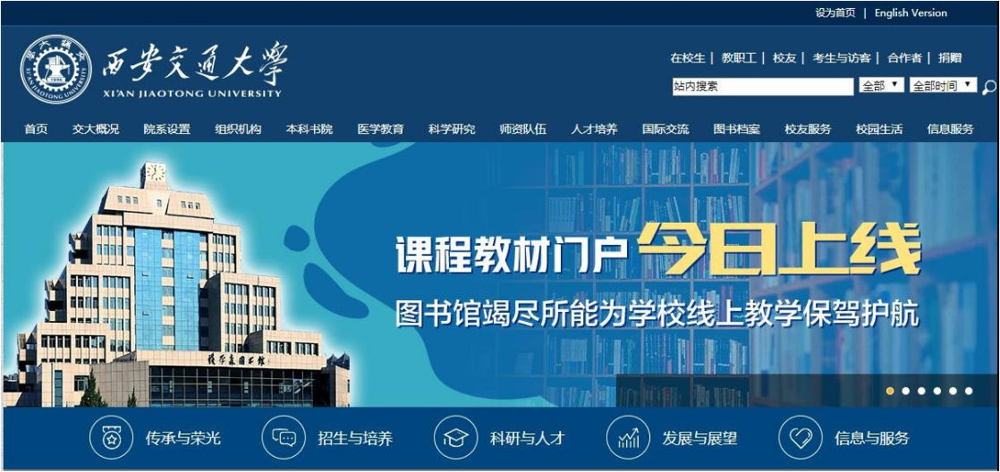 设为首页 | English Version
西安交通大学
XI'AN JIAOTONG UNIVERSITY
在校生 | 教职工 | 校友 | 考生与访客 | 合作者 | 捐赠
站内搜索 全部 全部时间
首页 交大概况 院系设置 组织机构 本科书院 医学教育 科学研究 师资队伍 人才培养 国际交流 图书档案 校友服务 校园生活 信息服务
课程教材门户今日上线
图书馆竭尽所能为学校线上教学保驾护航
钱学森图书馆
传承与荣光 招生与培养 科研与人才 发展与展望 信息与服务